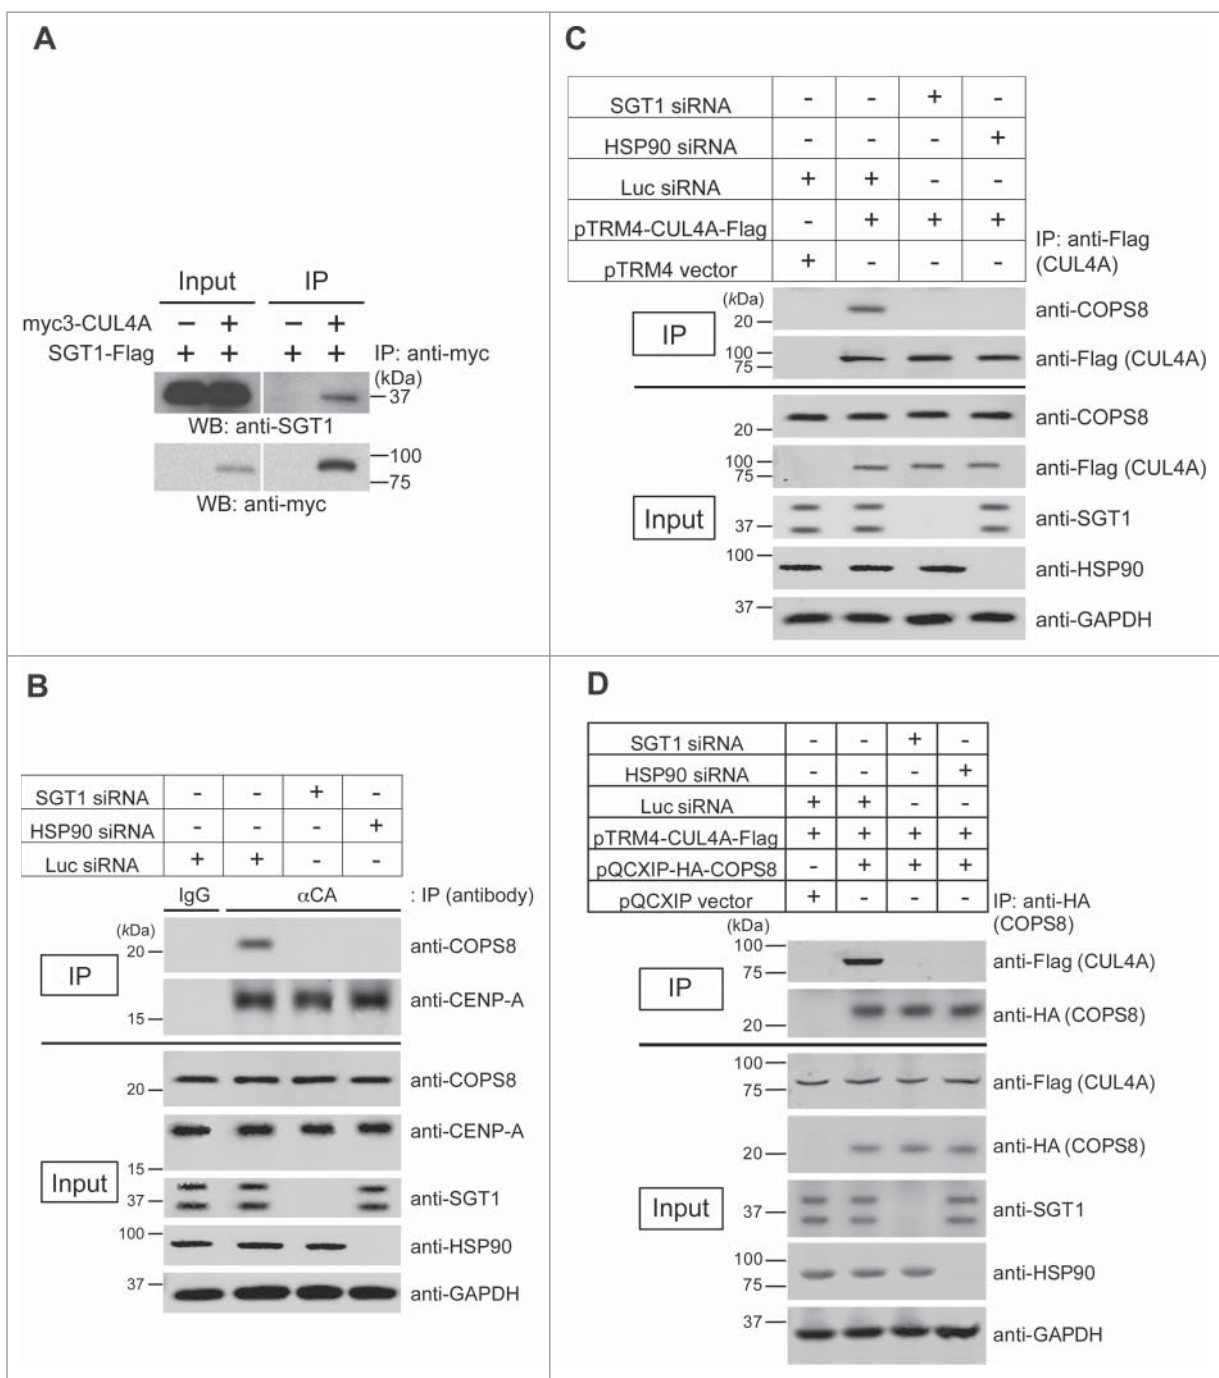 A
Input IP
myc3-CUL4A − + − +
SGT1-Flag + + + + IP: anti-myc
(kDa)
37
WB: anti-SGT1
100
75
WB: anti-myc
B
SGT1 siRNA - - + -
HSP90 siRNA - - - +
Luc siRNA + + - -
IgG αCA : IP (antibody)
(kDa)
20 anti-COPS8
IP
15 anti-CENP-A
20 anti-COPS8
anti-CENP-A
15
Input
37 anti-SGT1
100 anti-HSP90
37 anti-GAPDH
C
SGT1 siRNA - - + -
HSP90 siRNA - - - +
Luc siRNA + + - -
pTRM4-CUL4A-Flag - + + +
pTRM4 vector + - - -
IP: anti-Flag
(CUL4A)
(kDa)
20 anti-COPS8
IP
100
75 anti-Flag (CUL4A)
20 anti-COPS8
100
75 anti-Flag (CUL4A)
Input
37 anti-SGT1
100 anti-HSP90
37 anti-GAPDH
D
SGT1 siRNA - - + -
HSP90 siRNA - - - +
Luc siRNA + + - -
pTRM4-CUL4A-Flag + + + +
pQCXIP-HA-COPS8 - + + +
pQCXIP vector + - - -
IP: anti-HA
(COPS8)
(kDa)
100
75 anti-Flag (CUL4A)
IP
20 anti-HA (COPS8)
100
75 anti-Flag (CUL4A)
20 anti-HA (COPS8)
Input
37 anti-SGT1
100
75 anti-HSP90
37 anti-GAPDH